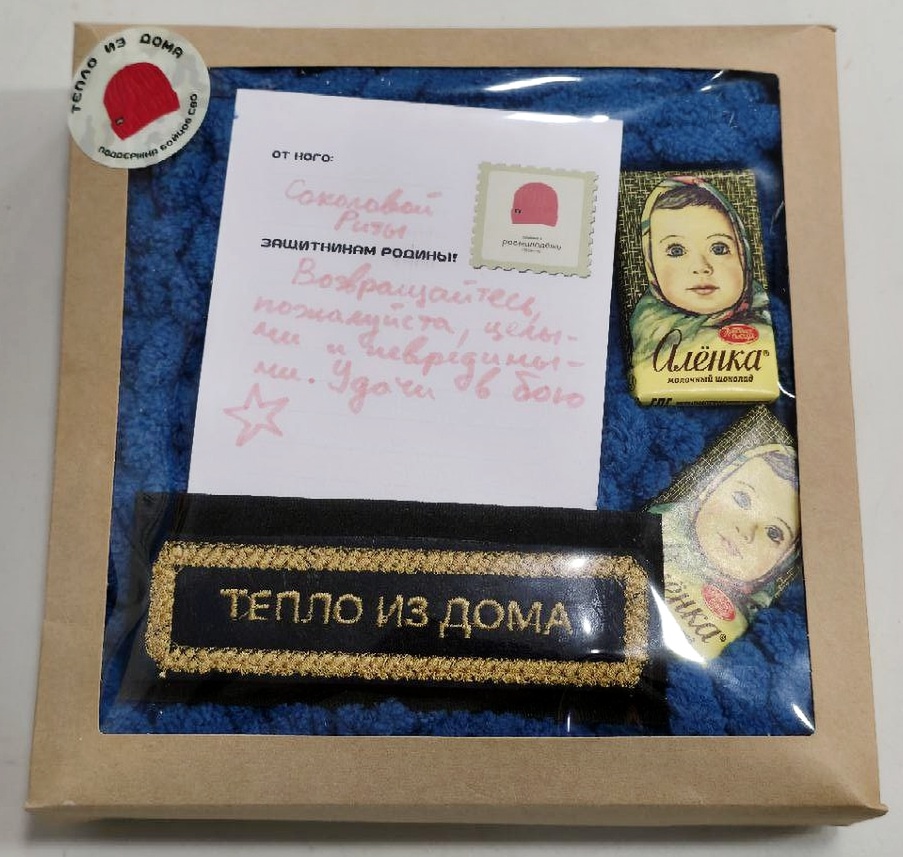 ТЕПЛО ИЗ ДОМА
ПОДДЕРЖКА БОЙЦОВ СВО
ОТ КОГО:
Соколовой
Риты
ЗАЩИТНИКАМ РОДИНЫ!
Возвращайтесь,
пожалуйста, целы-
ми и невредимы-
ми. Удачи в бою
Алёнка®
молочный шоколад
ТЕПЛО ИЗ ДОМА
ёнка®